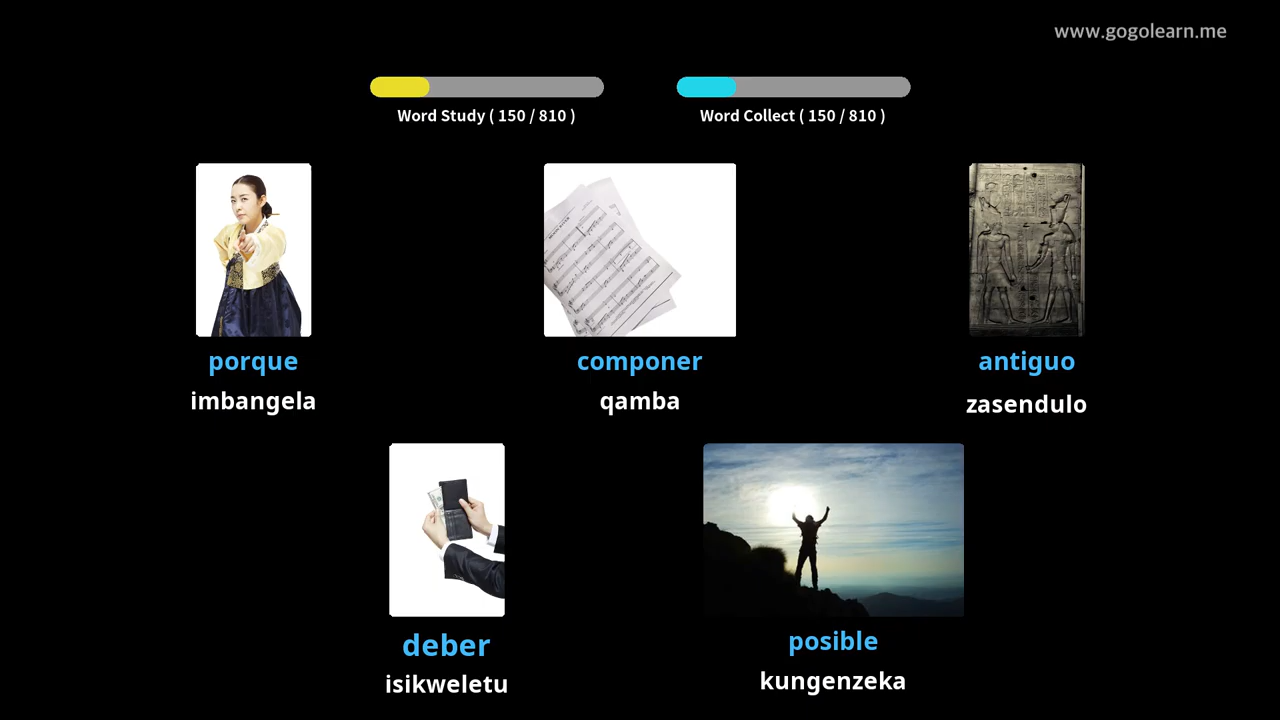 www.gogolearn.me
Word Study ( 150 / 810 )
Word Collect ( 150 / 810 )
porque
imbangela
componer
qamba
antiguo
zasendulo
deber
isikweletu
posible
kungenzeka